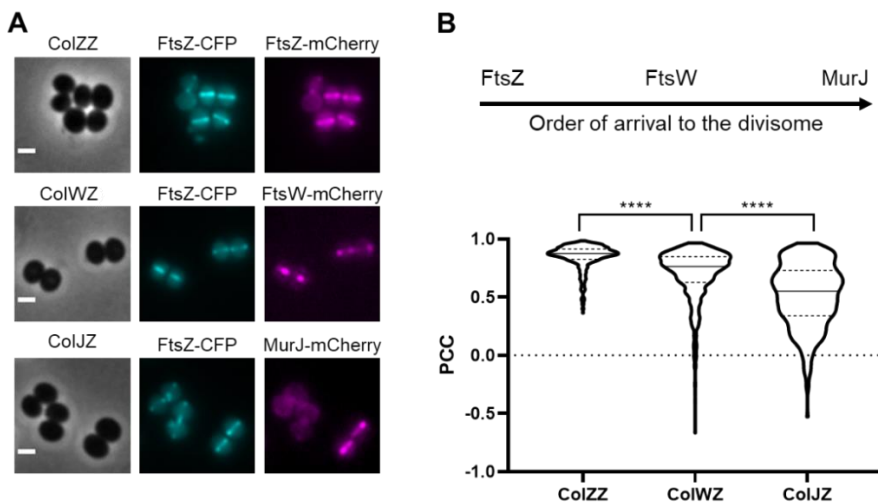 A
ColZZ FtsZ-CFP FtsZ-mCherry
ColWZ FtsZ-CFP FtsW-mCherry
ColJZ FtsZ-CFP MurJ-mCherry
B
FtsZ FtsW MurJ
Order of arrival to the divisome
**** ****
1.0
0.5
0.0
-0.5
-1.0
PCC
ColZZ ColWZ ColJZ